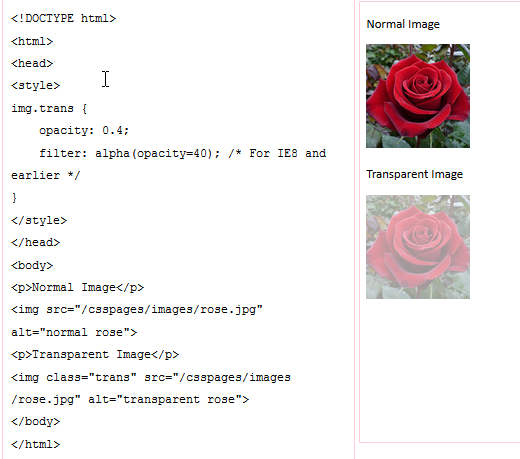 <!DOCTYPE html>
<html>
<head>
<style>
img.trans {
    opacity: 0.4;
    filter: alpha(opacity=40); /* For IE8 and
earlier */
}
</style>
</head>
<body>
<p>Normal Image</p>
<img src="/csspages/images/rose.jpg"
alt="normal rose">
<p>Transparent Image</p>
<img class="trans" src="/csspages/images
/rose.jpg" alt="transparent rose">
</body>
</html>
Normal Image
Transparent Image